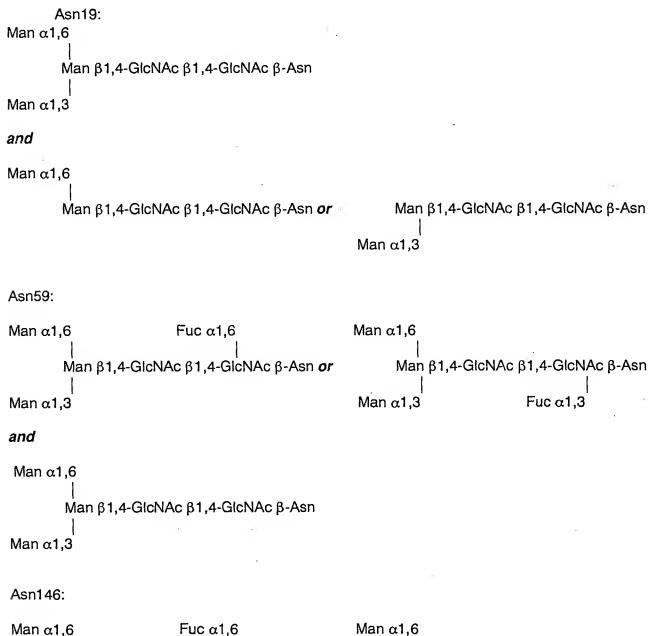 Asn19:
Man α1,6
Man β1,4-GlcNAc β1,4-GlcNAc β-Asn
Man α1,3
and
Man α1,6
Man β1,4-GlcNAc β1,4-GlcNAc β-Asn or Man β1,4-GlcNAc β1,4-GlcNAc β-Asn
Man α1,3
Asn59:
Man α1,6 Fuc α1,6 Man α1,6
Man β1,4-GlcNAc β1,4-GlcNAc β-Asn or Man β1,4-GlcNAc β1,4-GlcNAc β-Asn
Man α1,3 Man α1,3 Fuc α1,3
and
Man α1,6
Man β1,4-GlcNAc β1,4-GlcNAc β-Asn
Man α1,3
Asn146:
Man α1,6 Fuc α1,6 Man α1,6